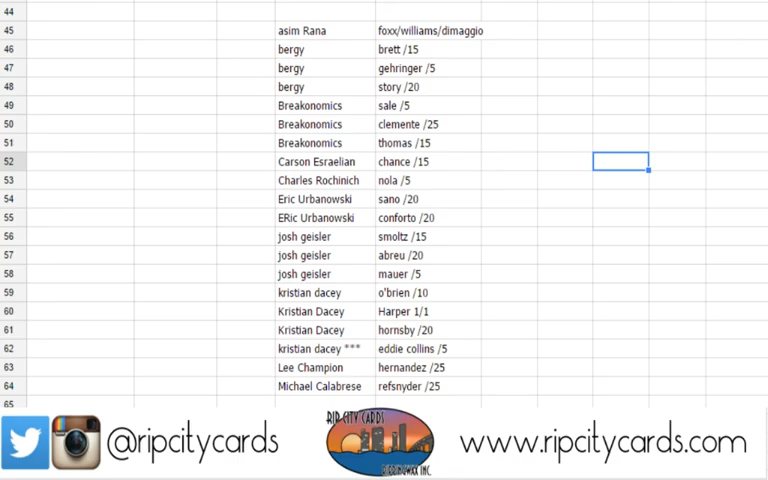 44
45 asim Rana foxx/williams/dimaggio
46 bergy brett /15
47 bergy gehringer /5
48 bergy story /20
49 Breakonomics sale /5
50 Breakonomics clemente /25
51 Breakonomics thomas /15
52 Carson Esraelian chance /15
53 Charles Rochinich nola /5
54 Eric Urbanowski sano /20
55 ERic Urbanowski conforto /20
56 josh geisler smoltz /15
57 josh geisler abreu /20
58 josh geisler mauer /5
59 kristian dacey o'brien /10
60 Kristian Dacey Harper 1/1
61 Kristian Dacey hornsby /20
62 kristian dacey *** eddie collins /5
63 Lee Champion hernandez /25
64 Michael Calabrese refsnyder /25
65
@ripcitycards RIP CITY CARDS www.ripcitycards.com
RIPPINGWAX INC.